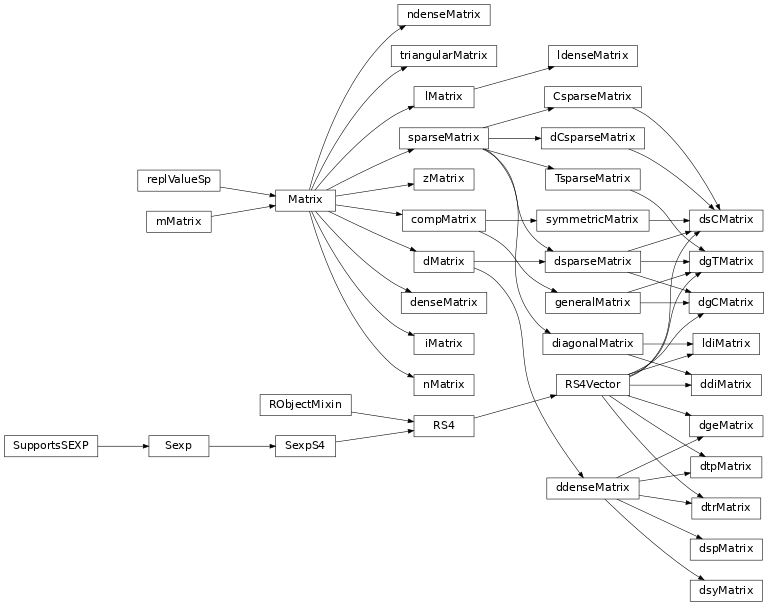 ndenseMatrix
triangularMatrix
ldenseMatrix
lMatrix
CsparseMatrix
sparseMatrix
dCsparseMatrix
replValueSp
zMatrix
TsparseMatrix
Matrix
mMatrix
compMatrix
symmetricMatrix
dsCMatrix
dMatrix
dsparseMatrix
dgTMatrix
denseMatrix
generalMatrix
dgCMatrix
iMatrix
diagonalMatrix
ldiMatrix
nMatrix
RS4Vector
ddiMatrix
RObjectMixin
RS4
dgeMatrix
SupportsSEXP
Sexp
SexpS4
dtpMatrix
ddenseMatrix
dtrMatrix
dspMatrix
dsyMatrix